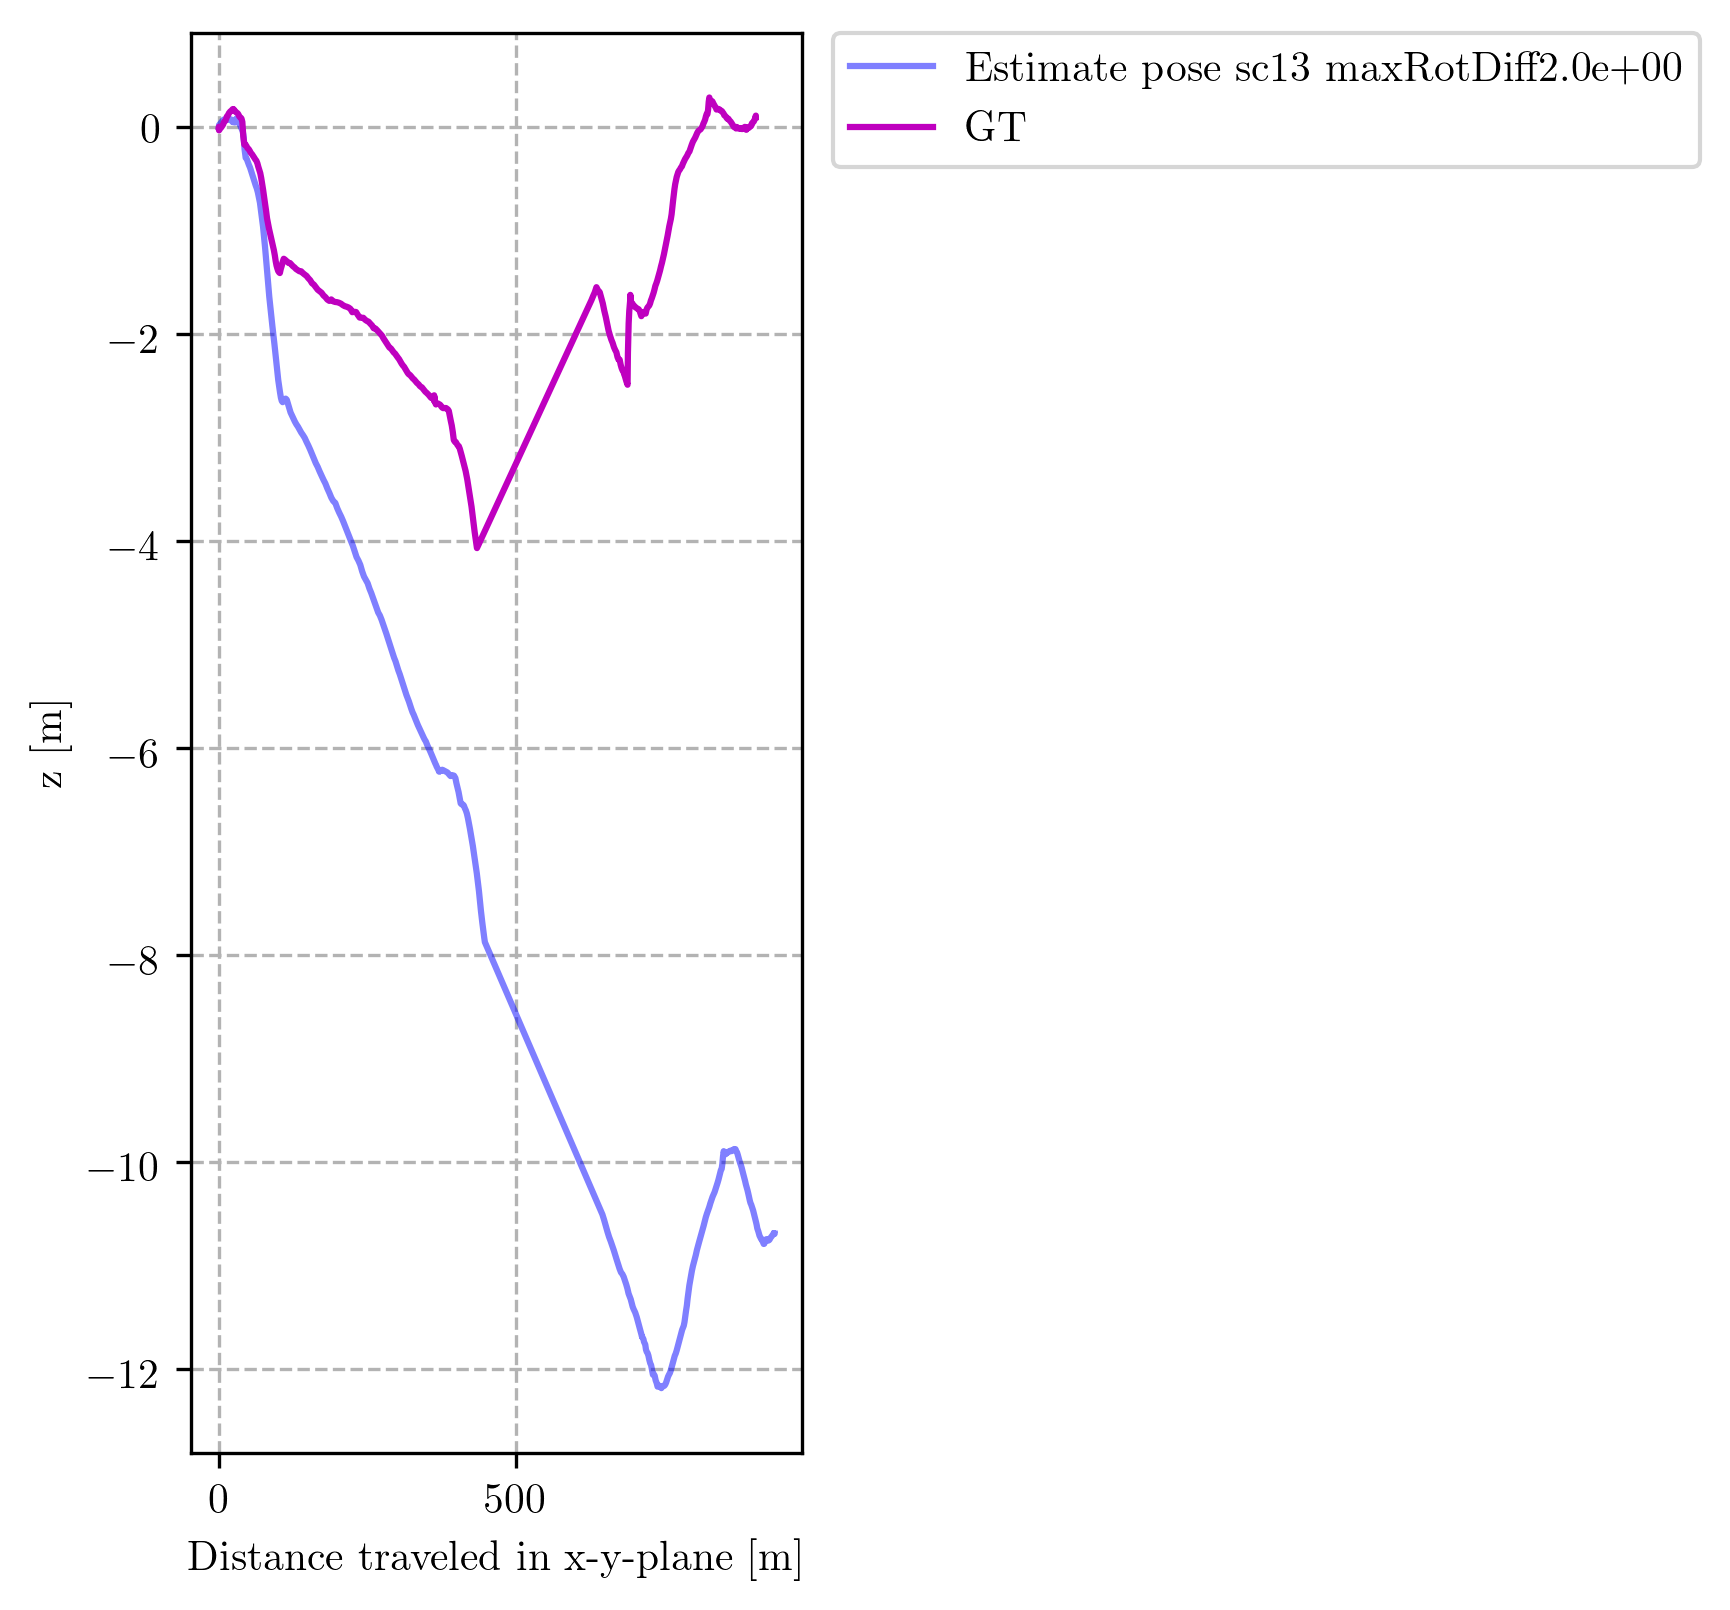 Estimate pose sc13 maxRotDiff2.0e+00
GT
0
−2
−4
−6
−8
−10
−12
z [m]
0
500
Distance traveled in x-y-plane [m]